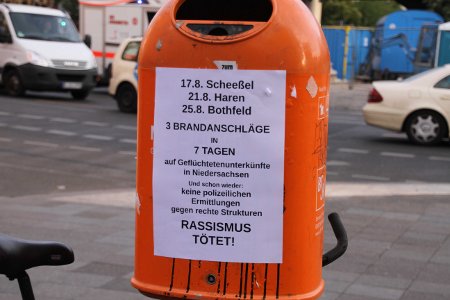 17.8. Scheeßel
21.8. Haren
25.8. Bothfeld
3 BRANDANSCHLÄGE
IN
7 TAGEN
auf Geflüchtetenunterkünfte
in Niedersachsen
Und schon wieder:
keine polizeilichen
Ermittlungen
gegen rechte Strukturen
RASSISMUS
TÖTET!